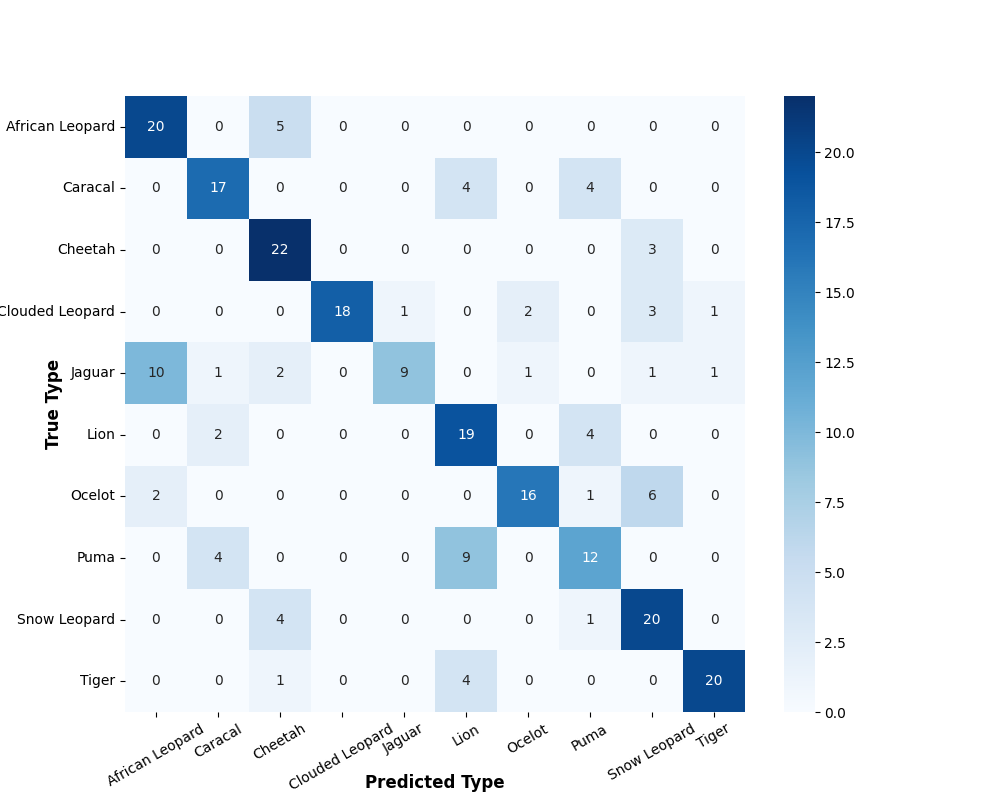 African Leopard 20 0 5 0 0 0 0 0 0 0
Caracal 0 17 0 0 0 4 0 4 0 0
Cheetah 0 0 22 0 0 0 0 0 3 0
Clouded Leopard 0 0 0 18 1 0 2 0 3 1
Jaguar 10 1 2 0 9 0 1 0 1 1
Lion 0 2 0 0 0 19 0 4 0 0
Ocelot 2 0 0 0 0 0 16 1 6 0
Puma 0 4 0 0 0 9 0 12 0 0
Snow Leopard 0 0 4 0 0 0 0 1 20 0
Tiger 0 0 1 0 0 4 0 0 0 20
True Type
African Leopard Caracal Cheetah Clouded Leopard Jaguar Lion Ocelot Puma Snow Leopard Tiger
Predicted Type
20.0
17.5
15.0
12.5
10.0
7.5
5.0
2.5
0.0